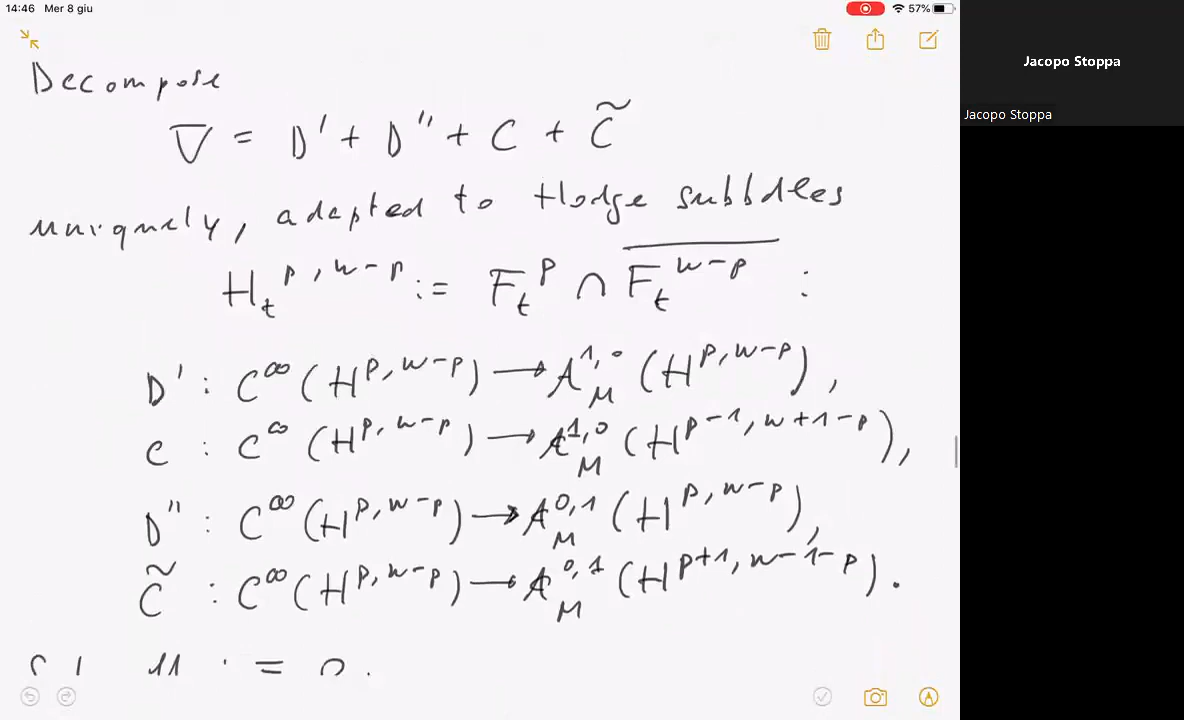 14:46 Mer 8 giu
57%
Decompose
∇ = D' + D'' + C + C̃
uniquely, adapted to Hodge subbdles
H_t^{p, w-p} := F_t^p ∩ \overline{F_t^{w-p}} :
D' : C^∞(H^{p, w-p}) → A_M^{1,0}(H^{p, w-p}),
C : C^∞(H^{p, w-p}) → A_M^{1,0}(H^{p-1, w+1-p}),
D'' : C^∞(H^{p, w-p}) → A_M^{0,1}(H^{p, w-p}),
C̃ : C^∞(H^{p, w-p}) → A_M^{0,1}(H^{p+1, w-1-p}).
Jacopo Stoppa
Jacopo Stoppa